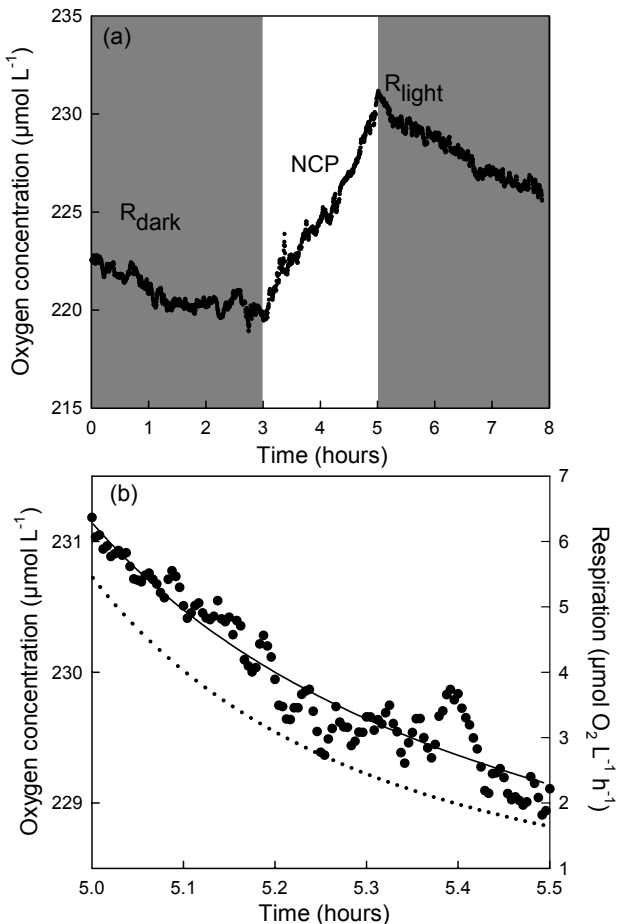 (a)
235
230
225
220
215
Oxygen concentration (µmol L-1)
R dark
NCP
R light
0 1 2 3 4 5 6 7 8
Time (hours)
(b)
231
230
229
Oxygen concentration (µmol L-1)
7
6
5
4
3
2
1
Respiration (µmol O2 L-1 h-1)
5.0 5.1 5.2 5.3 5.4 5.5
Time (hours)